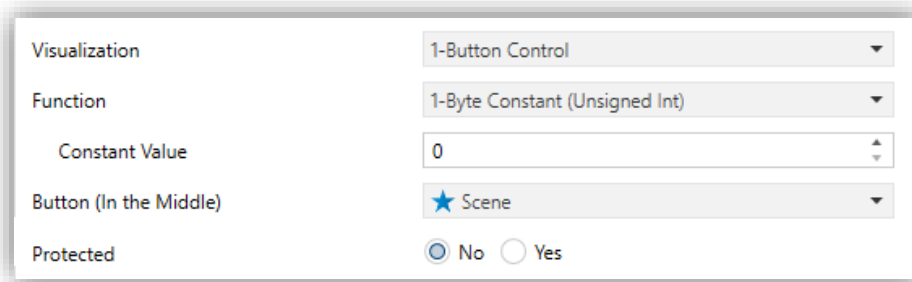 Visualization 1-Button Control
Function 1-Byte Constant (Unsigned Int)
Constant Value 0
Button (In the Middle) Scene
Protected No Yes